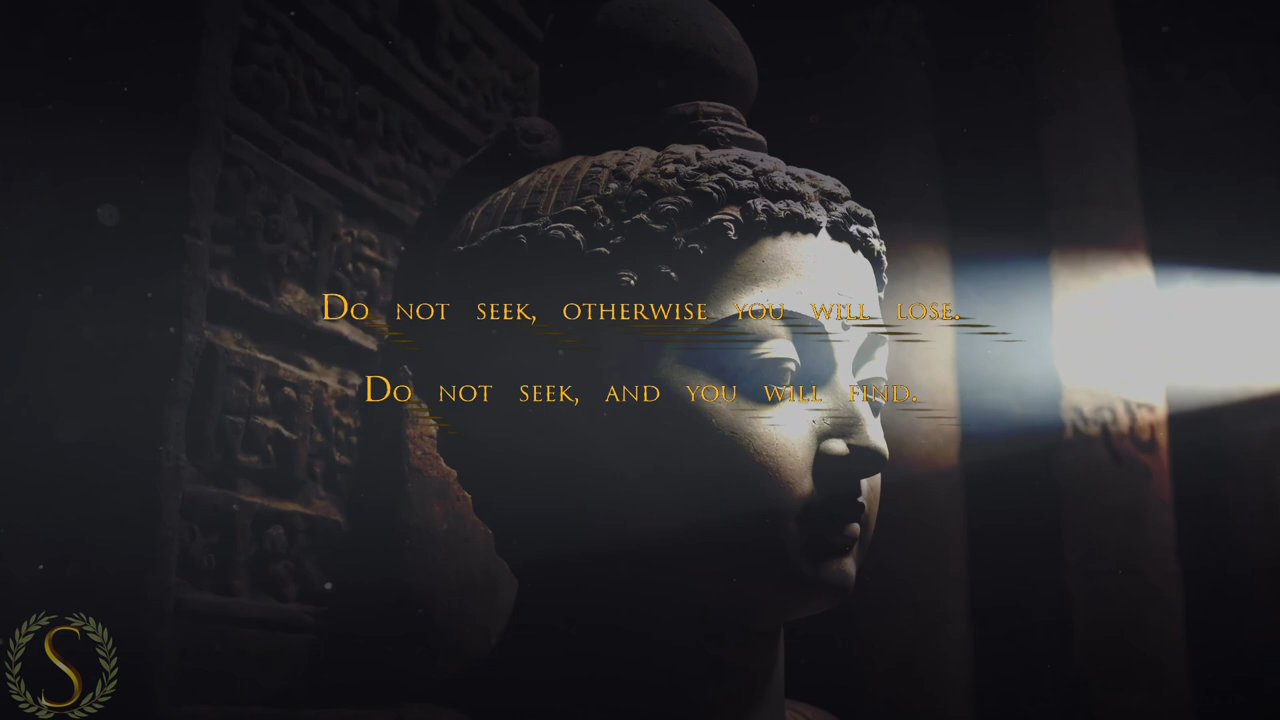 Do not seek, otherwise you will lose.
Do not seek, and you will find.
S